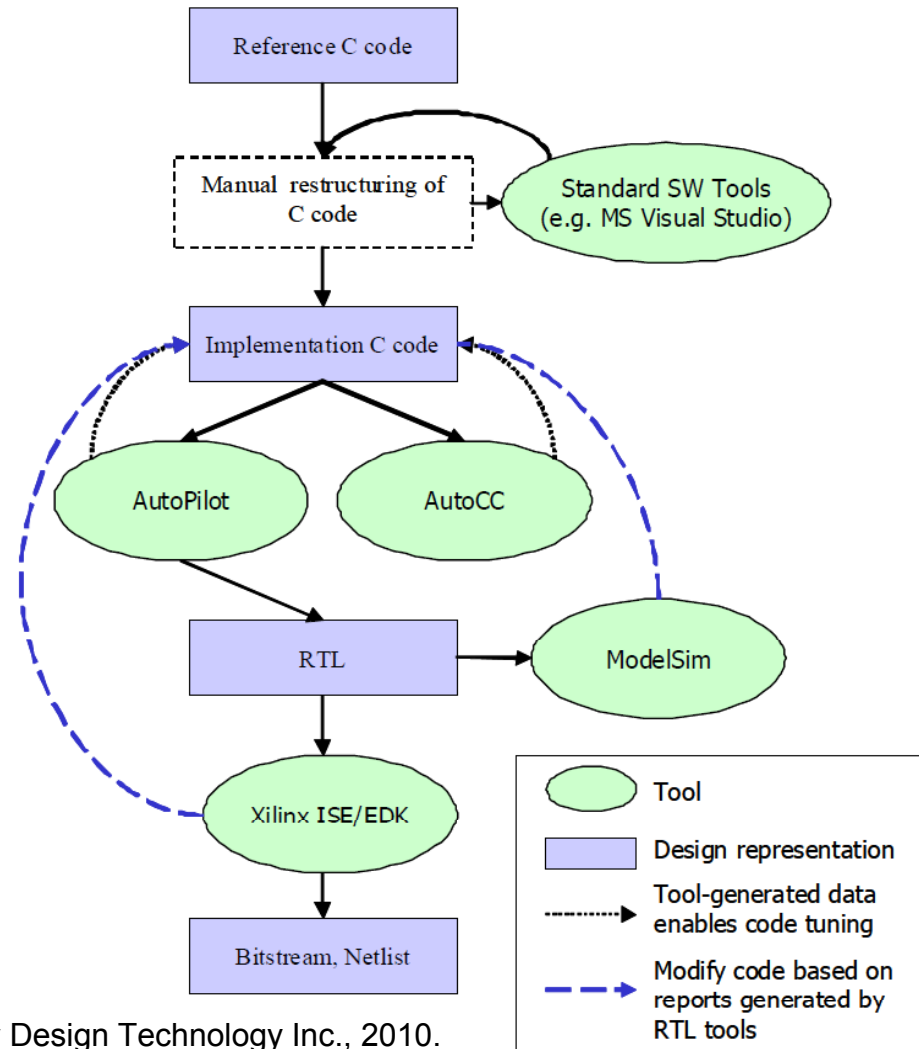 Reference C code
Manual restructuring of
C code
Standard SW Tools
(e.g. MS Visual Studio)
Implementation C code
AutoPilot
AutoCC
RTL
ModelSim
Xilinx ISE/EDK
Bitstream, Netlist
Tool
Design representation
Tool-generated data
enables code tuning
Modify code based on
reports generated by
RTL tools
Design Technology Inc., 2010.